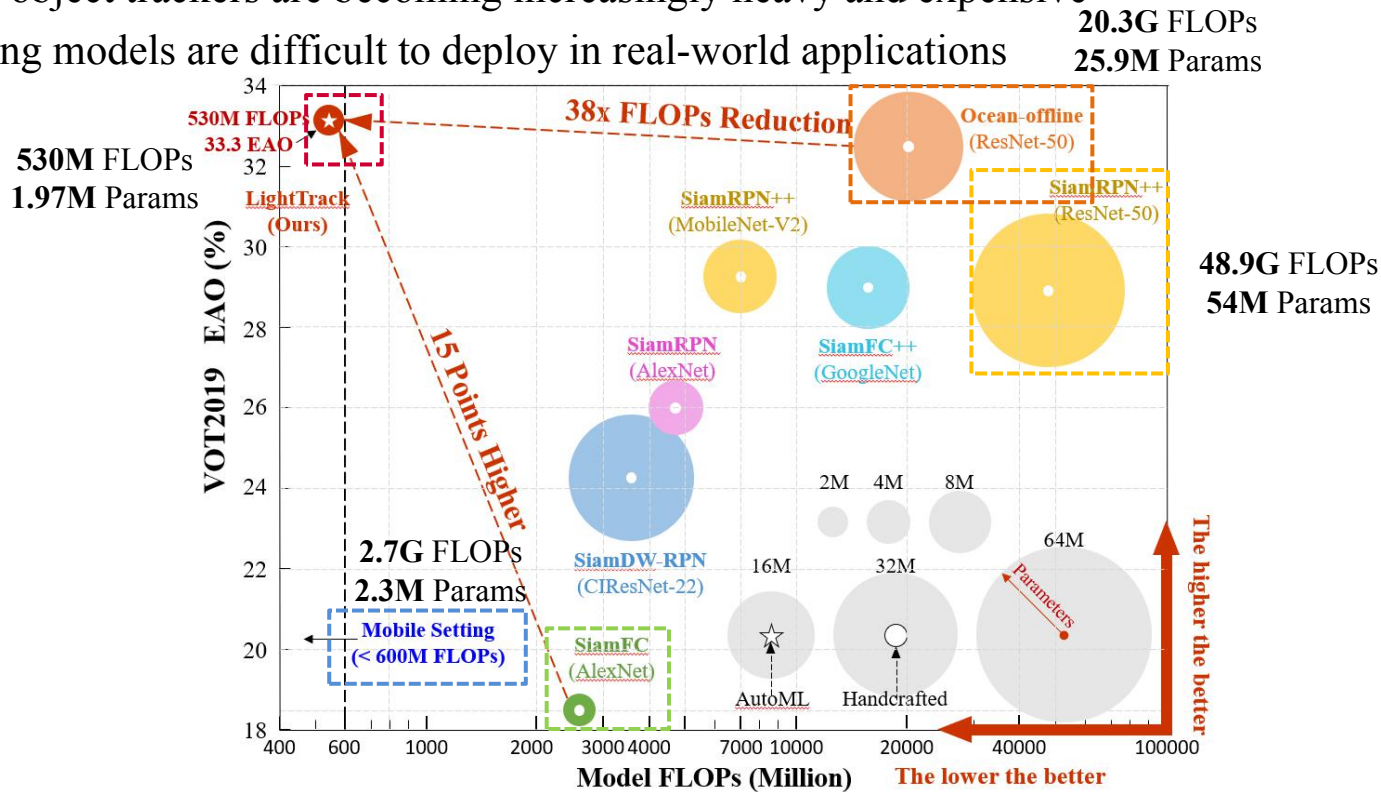 object trackers are becoming increasingly heavy and expensive
ng models are difficult to deploy in real-world applications
20.3G FLOPs
25.9M Params
530M FLOPs
1.97M Params
48.9G FLOPs
54M Params
2.7G FLOPs
2.3M Params
VOT2019 EAO (%)
34
32
30
28
26
24
22
20
18
530M FLOPs
33.3 EAO
LightTrack
(Ours)
38x FLOPs Reduction
15 Points Higher
Ocean-offline
(ResNet-50)
SiamRPN++
(ResNet-50)
SiamRPN++
(MobileNet-V2)
SiamFC++
(GoogleNet)
SiamRPN
(AlexNet)
SiamDW-RPN
(CIResNet-22)
Mobile Setting
(< 600M FLOPs)
SiamFC
(AlexNet)
2M
4M
8M
16M
32M
64M
Parameters
AutoML
Handcrafted
The higher the better
400
600
1000
2000
3000
4000
7000
10000
20000
40000
100000
Model FLOPs (Million)
The lower the better